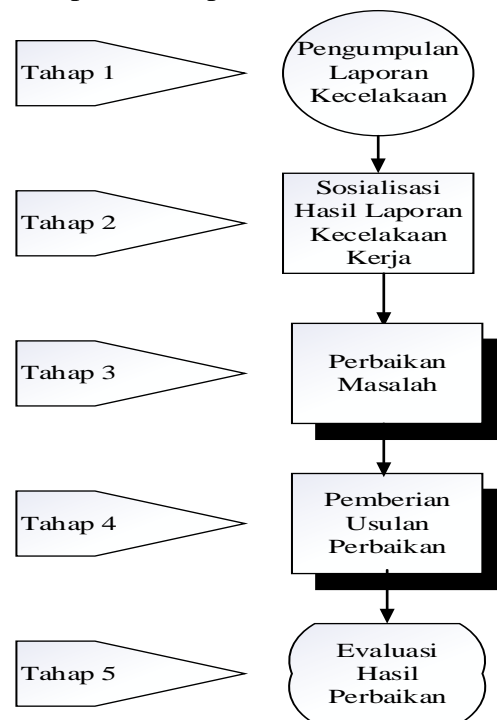 Tahap 1
Pengumpulan
Laporan
Kecelakaan
Tahap 2
Sosialisasi
Hasil Laporan
Kecelakaan
Kerja
Tahap 3
Perbaikan
Masalah
Tahap 4
Pemberian
Usulan
Perbaikan
Tahap 5
Evaluasi
Hasil
Perbaikan